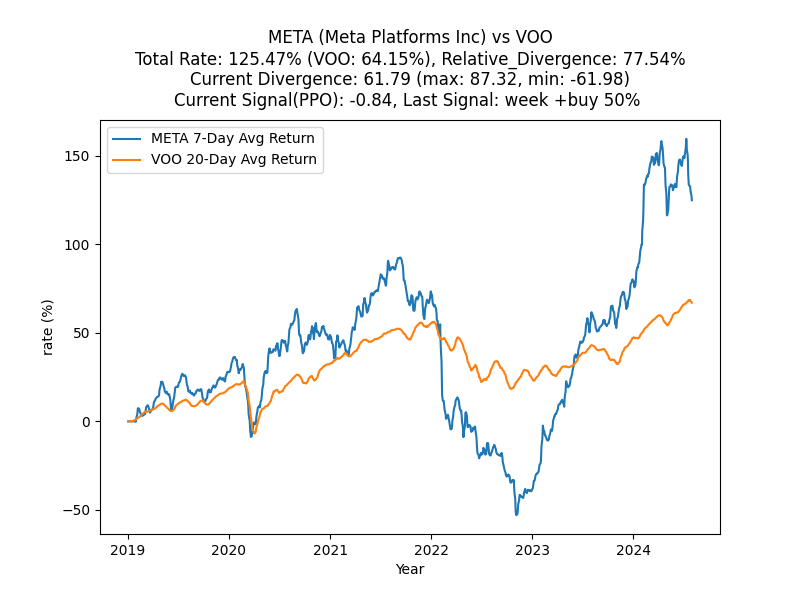 META (Meta Platforms Inc) vs VOO
Total Rate: 125.47% (VOO: 64.15%), Relative_Divergence: 77.54%
Current Divergence: 61.79 (max: 87.32, min: -61.98)
Current Signal(PPO): -0.84, Last Signal: week +buy 50%
META 7-Day Avg Return
VOO 20-Day Avg Return
rate (%)
150
100
50
0
−50
2019
2020
2021
2022
2023
2024
Year